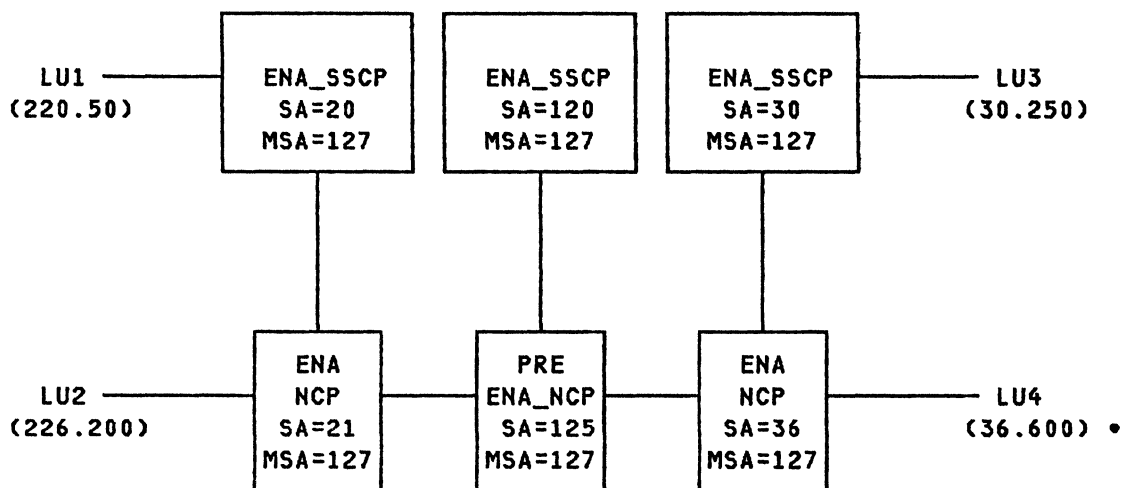 LU1
(220.50)
ENA_SSCP
SA=20
MSA=127
ENA_SSCP
SA=120
MSA=127
ENA_SSCP
SA=30
MSA=127
LU3
(30.250)
LU2
(226.200)
ENA
NCP
SA=21
MSA=127
PRE
ENA_NCP
SA=125
MSA=127
ENA
NCP
SA=36
MSA=127
LU4
(36.600)